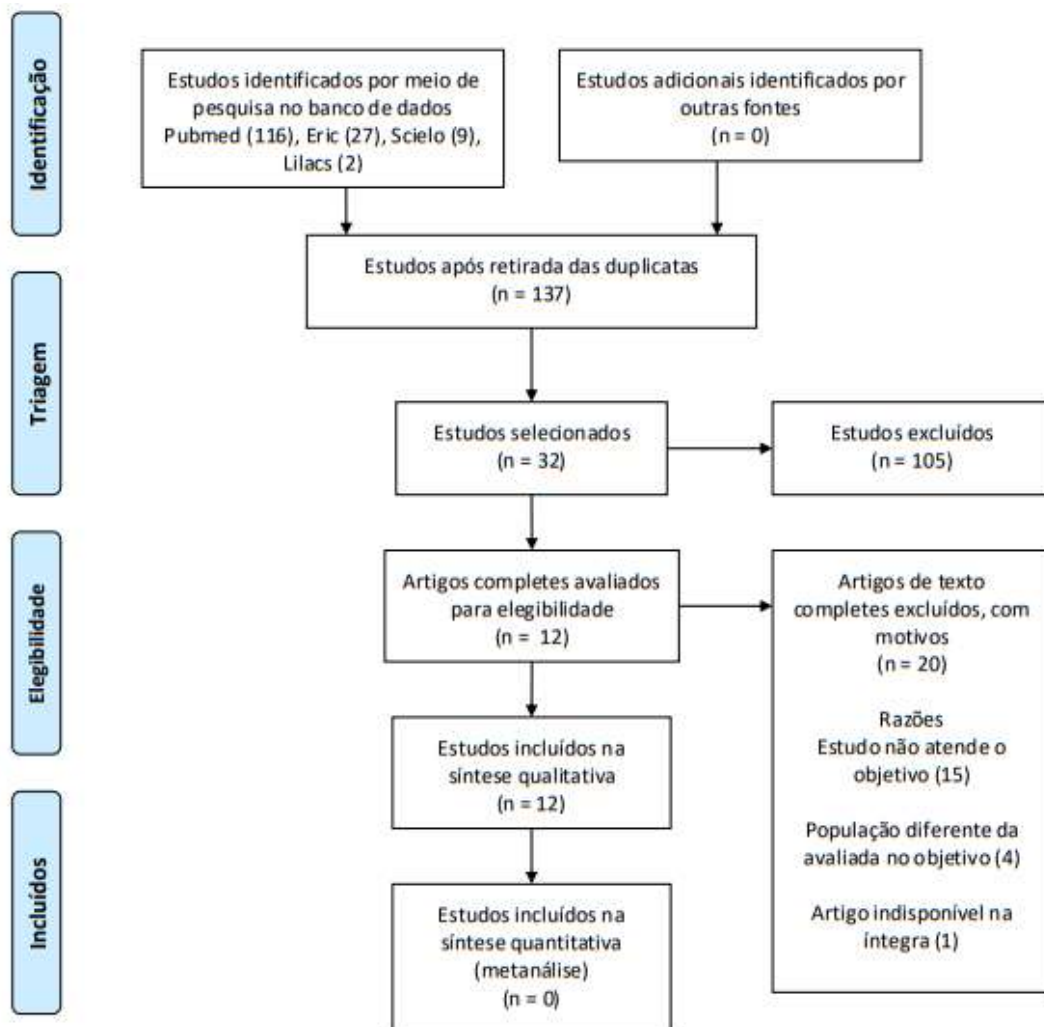 Identificação
Estudos identificados por meio de
pesquisa no banco de dados
Pubmed (116), Eric (27), Scielo (9),
Lilacs (2)
Estudos adicionais identificados por
outras fontes
(n = 0)
Estudos após retirada das duplicatas
(n = 137)
Triagem
Estudos selecionados
(n = 32)
Estudos excluídos
(n = 105)
Elegibilidade
Artigos completes avaliados
para elegibilidade
(n = 12)
Artigos de texto
completes excluídos, com
motivos
(n = 20)
Razões
Estudo não atende o
objetivo (15)
População diferente da
avaliada no objetivo (4)
Artigo indisponível na
íntegra (1)
Estudos incluídos na
síntese qualitativa
(n = 12)
Incluídos
Estudos incluídos na
síntese quantitativa
(metanálise)
(n = 0)